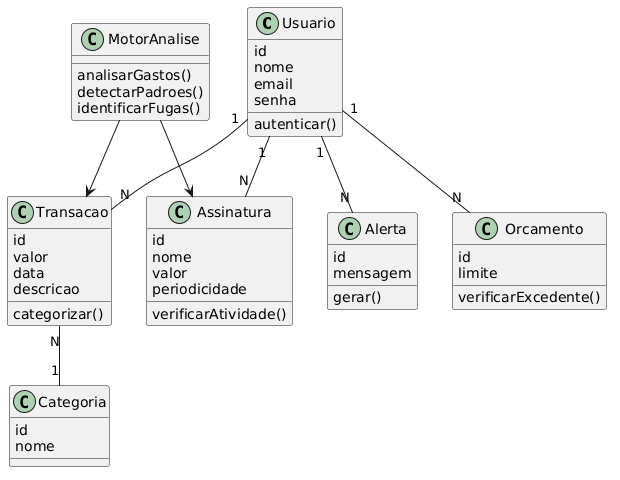 C Usuario
id
nome
email
senha
autenticar()
C MotorAnalise
analisarGastos()
detectarPadroes()
identificarFugas()
1
1
1
1
N
N
N
N
C Transacao
id
valor
data
descricao
categorizar()
C Assinatura
id
nome
valor
periodicidade
verificarAtividade()
C Alerta
id
mensagem
gerar()
C Orcamento
id
limite
verificarExcedente()
N
1
C Categoria
id
nome